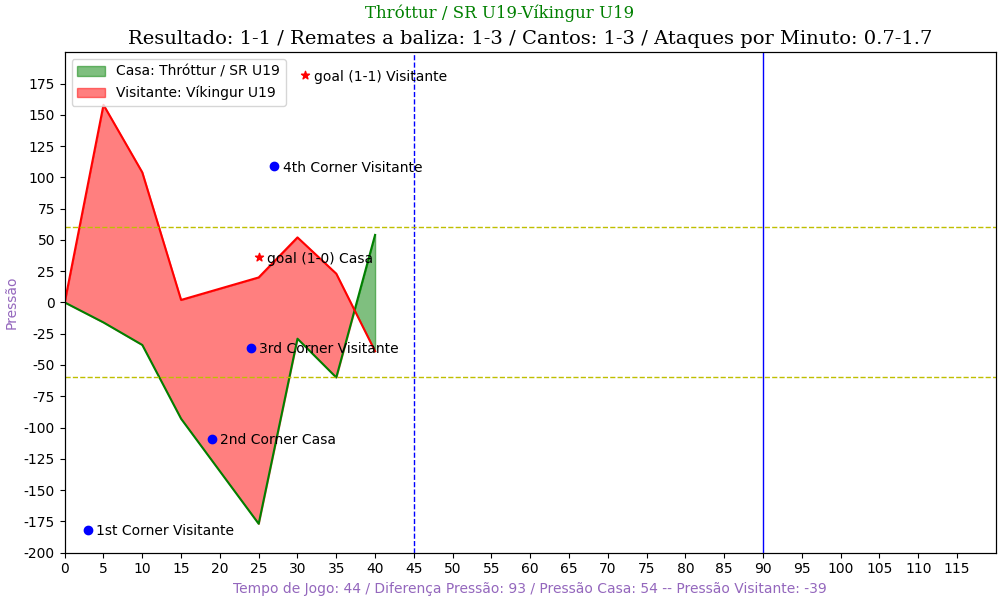 Thróttur / SR U19-Víkingur U19
Resultado: 1-1 / Remates a baliza: 1-3 / Cantos: 1-3 / Ataques por Minuto: 0.7-1.7
Casa: Thróttur / SR U19
Visitante: Víkingur U19
goal (1-1) Visitante
4th Corner Visitante
goal (1-0) Casa
3rd Corner Visitante
2nd Corner Casa
1st Corner Visitante
Pressão
175
150
125
100
75
50
25
0
-25
-50
-75
-100
-125
-150
-175
-200
0 5 10 15 20 25 30 35 40 45 50 55 60 65 70 75 80 85 90 95 100 105 110 115
Tempo de Jogo: 44 / Diferença Pressão: 93 / Pressão Casa: 54 -- Pressão Visitante: -39